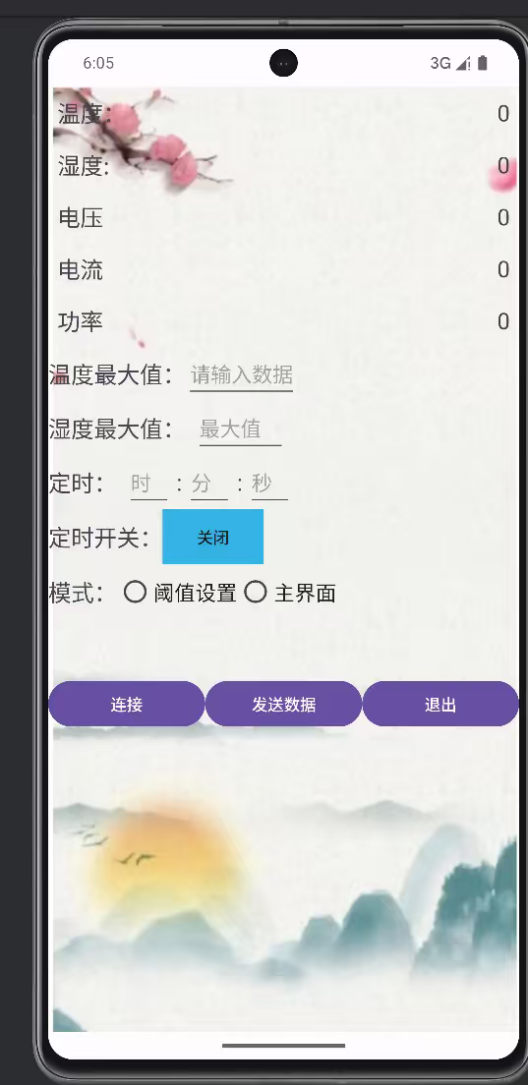 6:05 3G
温度： 0
湿度: 0
电压 0
电流 0
功率 0
温度最大值： 请输入数据
湿度最大值： 最大值
定时： 时 : 分 : 秒
定时开关： 关闭
模式： 阈值设置 主界面
连接 发送数据 退出